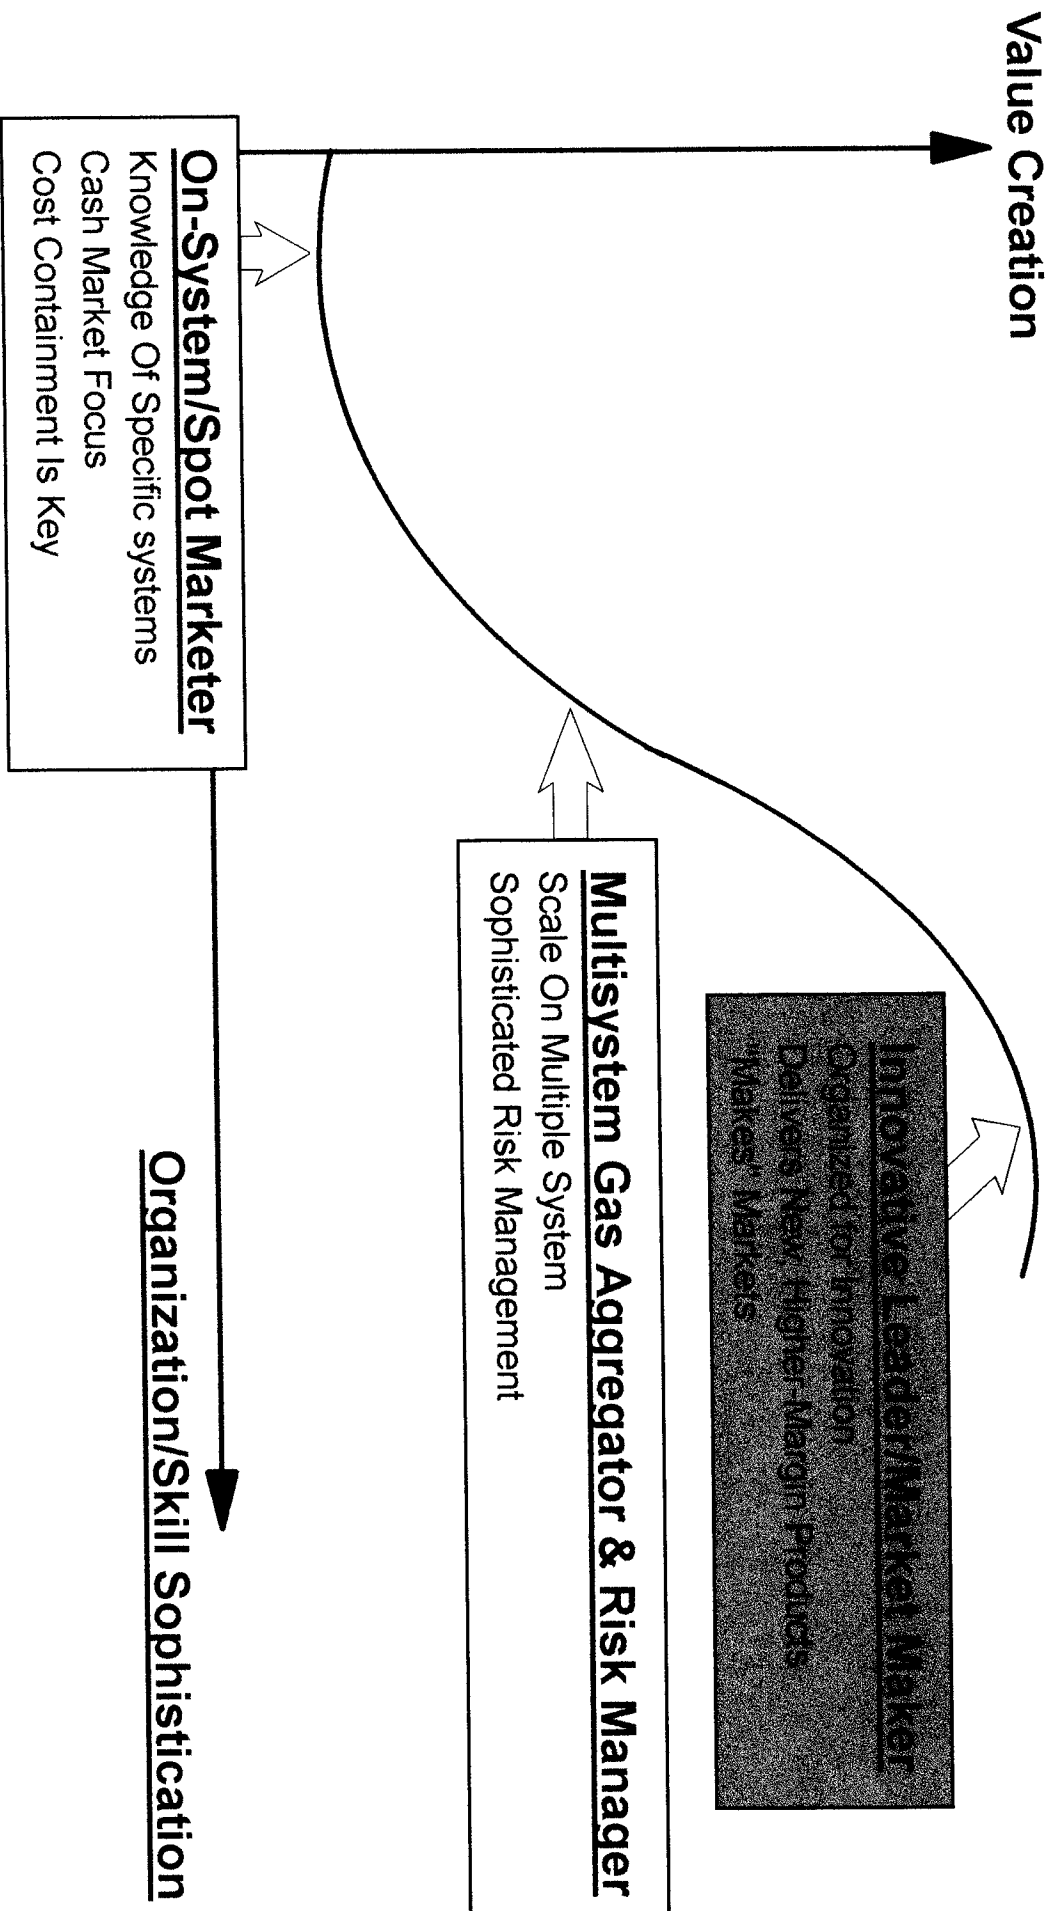 Value Creation
Innovative Leader/Market Maker
Organized for Innovation
Delivers New, Higher-Margin Products
"Makes" Markets
Multisystem Gas Aggregator & Risk Manager
Scale On Multiple System
Sophisticated Risk Management
On-System/Spot Marketer
Knowledge Of Specific systems
Cash Market Focus
Cost Containment Is Key
Organization/Skill Sophistication